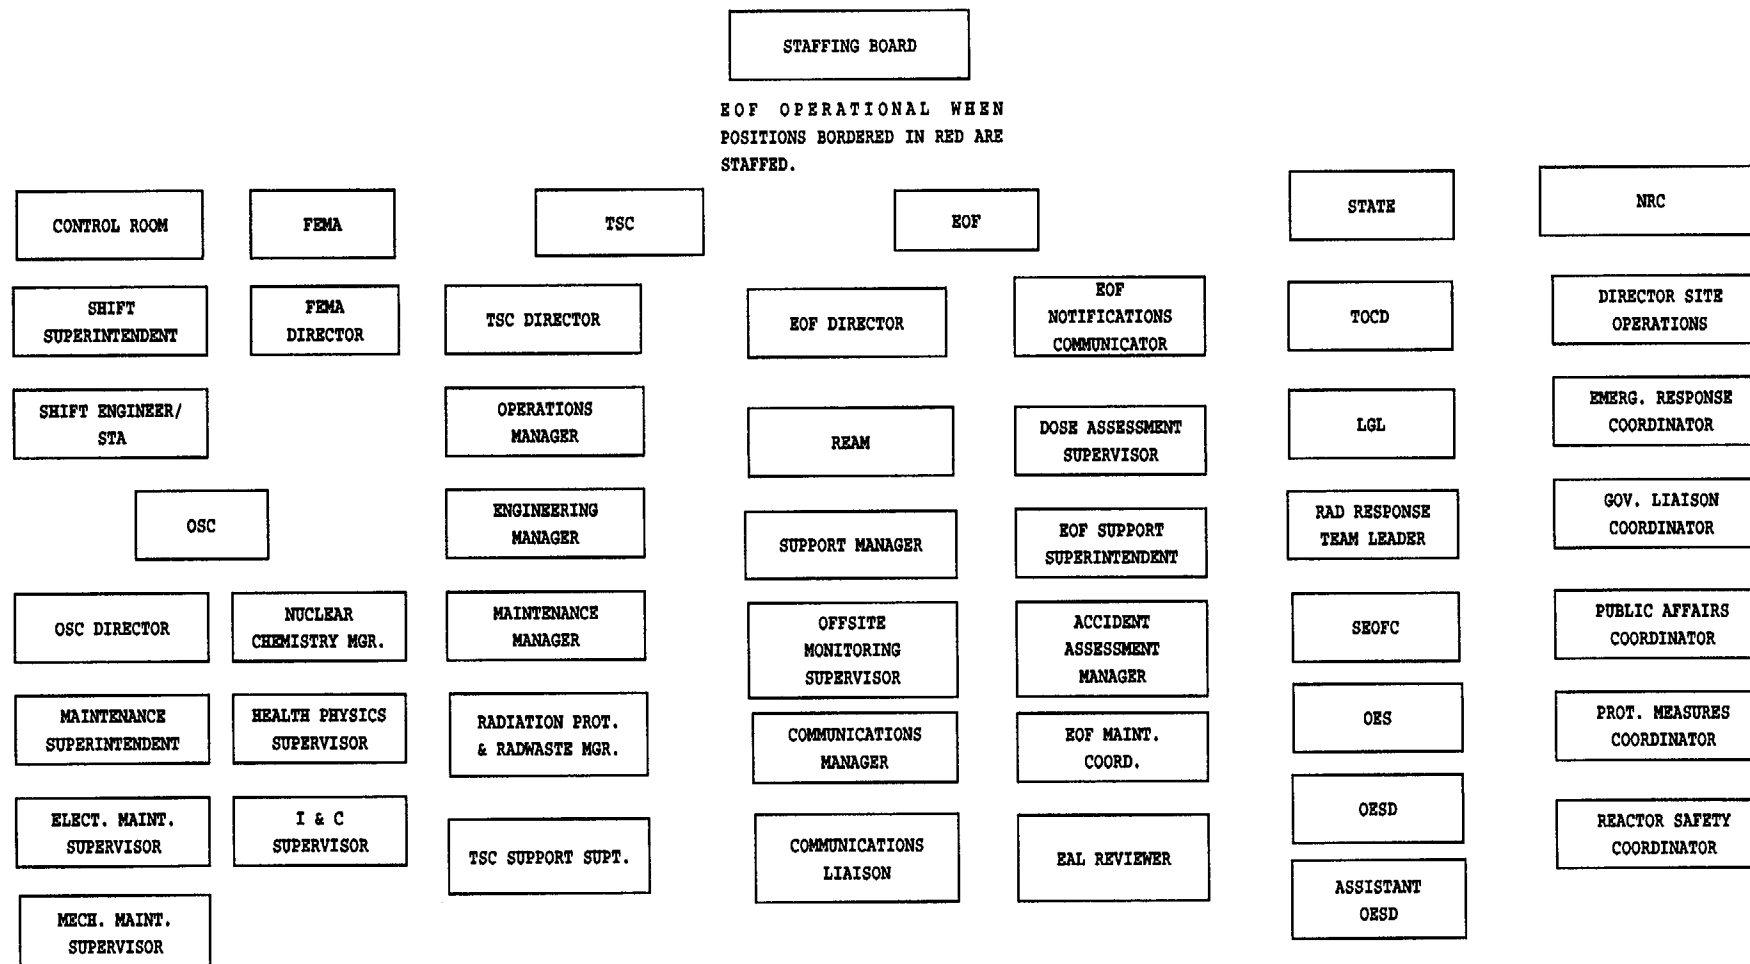 STAFFING BOARD
EOF OPERATIONAL WHEN
POSITIONS BORDERED IN RED ARE
STAFFED.
CONTROL ROOM
FEMA
TSC
EOF
STATE
NRC
SHIFT
SUPERINTENDENT
FEMA
DIRECTOR
TSC DIRECTOR
EOF DIRECTOR
EOF
NOTIFICATIONS
COMMUNICATOR
TOCD
DIRECTOR SITE
OPERATIONS
SHIFT ENGINEER/
STA
OPERATIONS
MANAGER
REAM
DOSE ASSESSMENT
SUPERVISOR
LGL
EMERG. RESPONSE
COORDINATOR
OSC
ENGINEERING
MANAGER
SUPPORT MANAGER
EOF SUPPORT
SUPERINTENDENT
RAD RESPONSE
TEAM LEADER
GOV. LIAISON
COORDINATOR
OSC DIRECTOR
NUCLEAR
CHEMISTRY MGR.
MAINTENANCE
MANAGER
OFFSITE
MONITORING
SUPERVISOR
ACCIDENT
ASSESSMENT
MANAGER
SEOFC
PUBLIC AFFAIRS
COORDINATOR
MAINTENANCE
SUPERINTENDENT
HEALTH PHYSICS
SUPERVISOR
RADIATION PROT.
& RADWASTE MGR.
COMMUNICATIONS
MANAGER
EOF MAINT.
COORD.
OES
PROT. MEASURES
COORDINATOR
ELECT. MAINT.
SUPERVISOR
I & C
SUPERVISOR
TSC SUPPORT SUPT.
COMMUNICATIONS
LIAISON
EAL REVIEWER
OESD
REACTOR SAFETY
COORDINATOR
MECH. MAINT.
SUPERVISOR
ASSISTANT
OESD